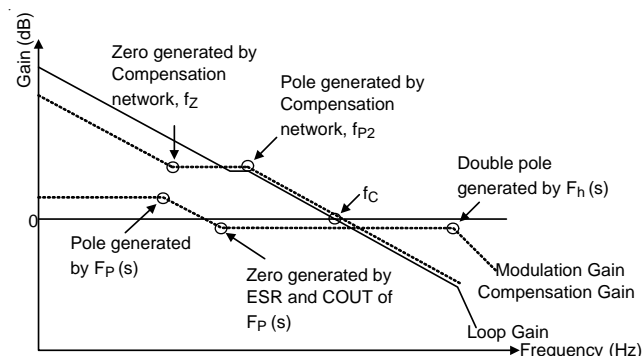 Gain (dB)
Zero generated by
Compensation
network, fZ
Pole generated by
Compensation
network, fP2
Double pole
generated by Fh(s)
fC
0
Pole generated
by FP(s)
Zero generated by
ESR and COUT of
FP(s)
Modulation Gain
Compensation Gain
Loop Gain
Frequency (Hz)